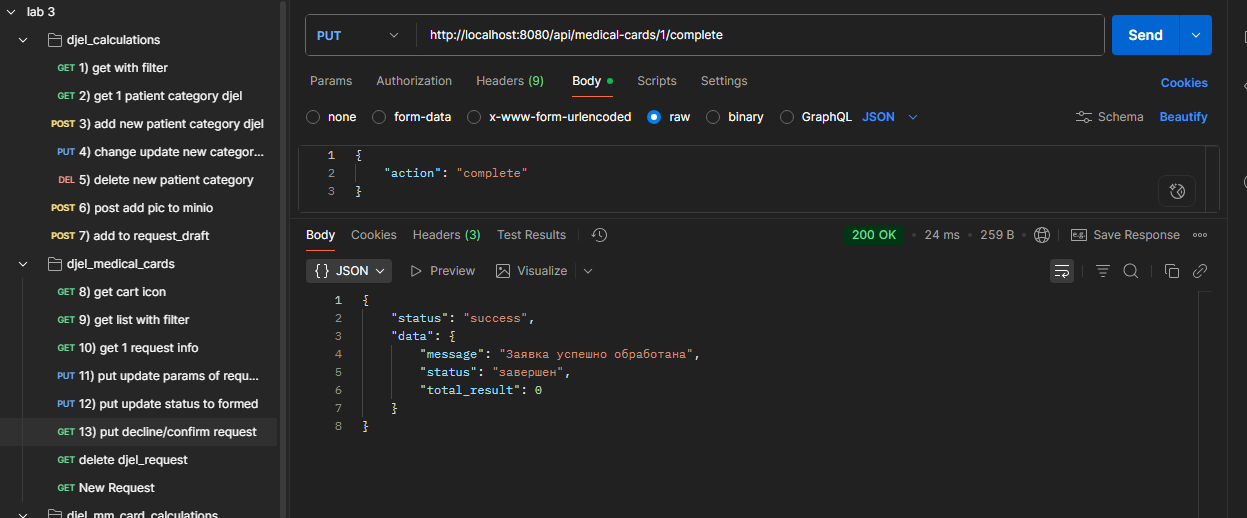 lab 3
djel_calculations
GET 1) get with filter
GET 2) get 1 patient category djel
POST 3) add new patient category djel
PUT 4) change update new categor...
DEL 5) delete new patient category
POST 6) post add pic to minio
POST 7) add to request_draft
djel_medical_cards
GET 8) get cart icon
GET 9) get list with filter
GET 10) get 1 request info
PUT 11) put update params of requ...
PUT 12) put update status to formed
GET 13) put decline/confirm request
GET delete djel_request
GET New Request
djel_mm_card_calculations
PUT http://localhost:8080/api/medical-cards/1/complete Send
Params Authorization Headers (9) Body Scripts Settings Cookies
none form-data x-www-form-urlencoded raw binary GraphQL JSON Schema Beautify
1 {
2 "action": "complete"
3 }
Body Cookies Headers (3) Test Results 200 OK 24 ms 259 B e.g. Save Response
{} JSON Preview Visualize
1 {
2 "status": "success",
3 "data": {
4 "message": "Заявка успешно обработана",
5 "status": "завершен",
6 "total_result": 0
7 }
8 }